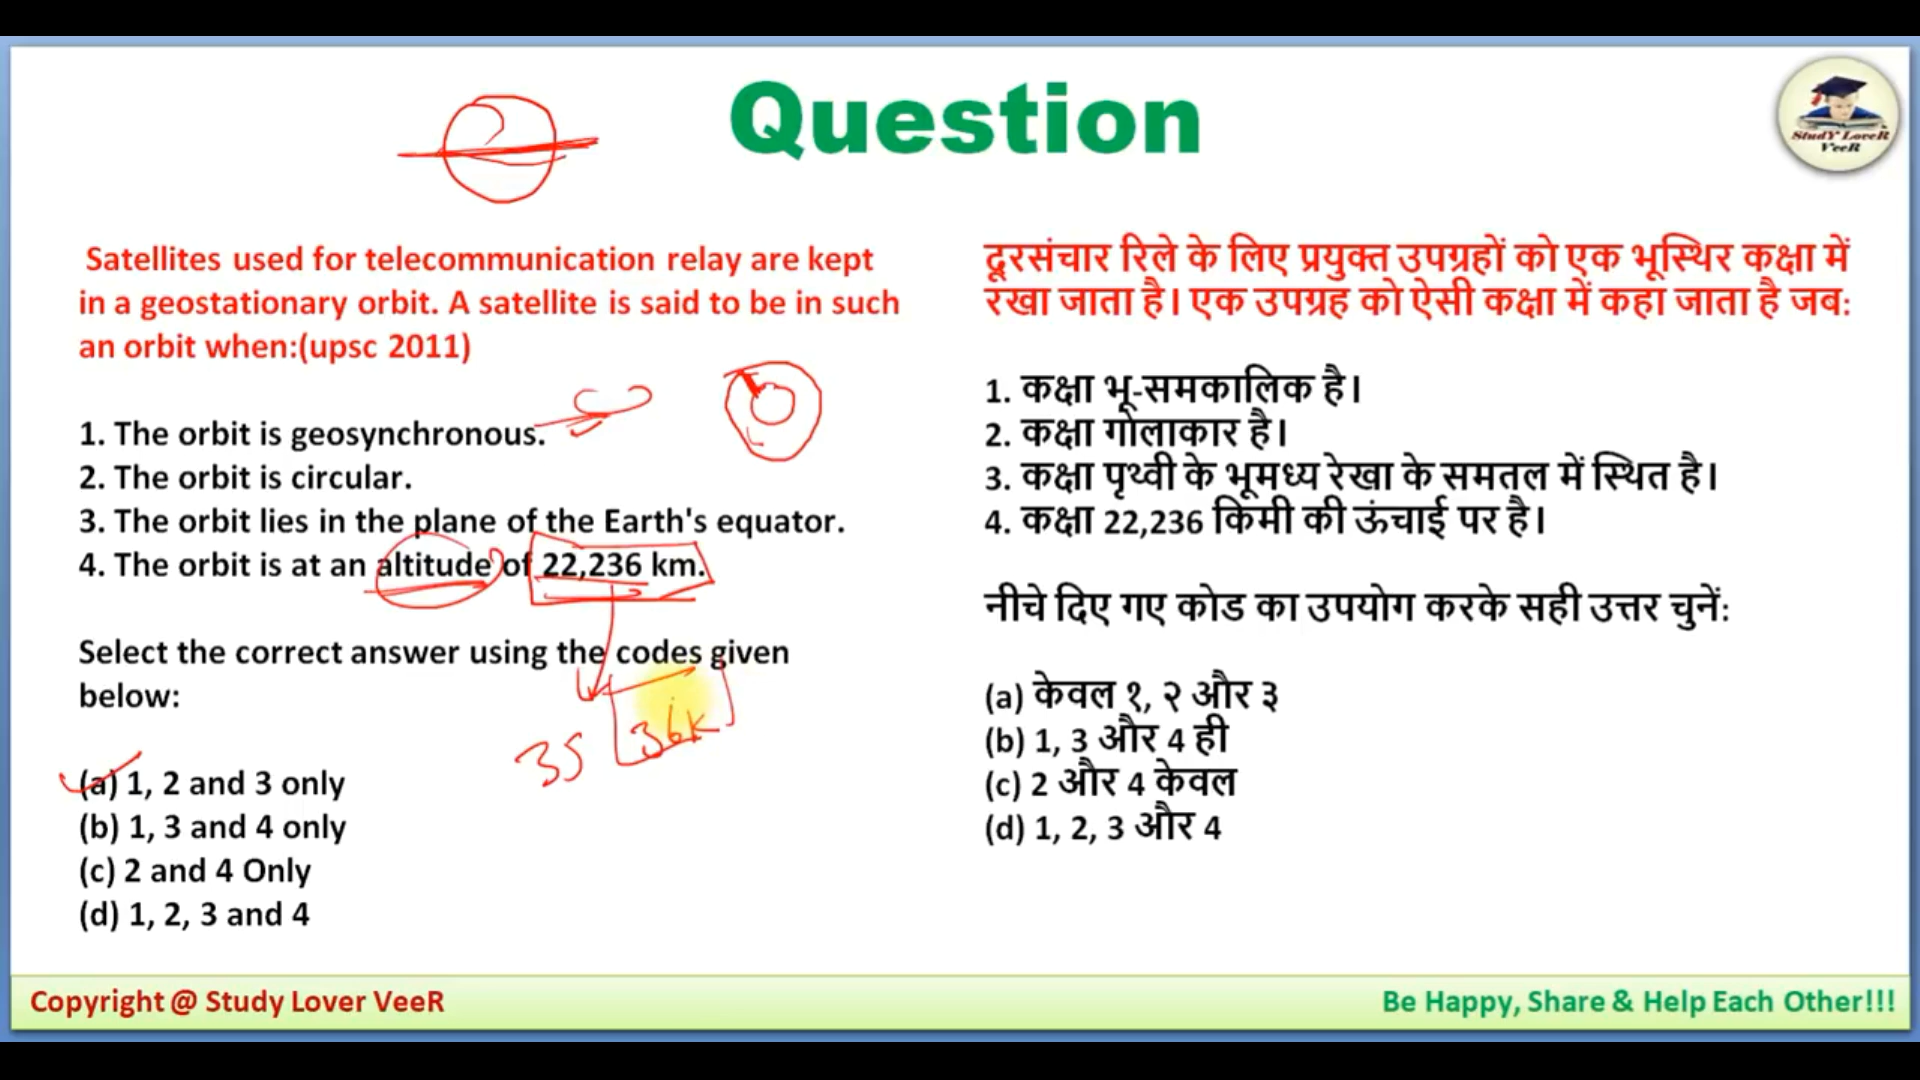 Question
StudY LoveR
VeeR
Satellites used for telecommunication relay are kept
in a geostationary orbit. A satellite is said to be in such
an orbit when:(upsc 2011)
1. The orbit is geosynchronous.
2. The orbit is circular.
3. The orbit lies in the plane of the Earth's equator.
4. The orbit is at an altitude of 22,236 km.
Select the correct answer using the codes given
below:
35
36K
(a) 1, 2 and 3 only
(b) 1, 3 and 4 only
(c) 2 and 4 Only
(d) 1, 2, 3 and 4
दूरसंचार रिले के लिए प्रयुक्त उपग्रहों को एक भूस्थिर कक्षा में
रखा जाता है। एक उपग्रह को ऐसी कक्षा में कहा जाता है जब:
1. कक्षा भू-समकालिक है।
2. कक्षा गोलाकार है।
3. कक्षा पृथ्वी के भूमध्य रेखा के समतल में स्थित है।
4. कक्षा 22,236 किमी की ऊंचाई पर है।
नीचे दिए गए कोड का उपयोग करके सही उत्तर चुनें:
(a) केवल १, २ और ३
(b) 1, 3 और 4 ही
(c) 2 और 4 केवल
(d) 1, 2, 3 और 4
Copyright @ Study Lover VeeR
Be Happy, Share & Help Each Other!!!